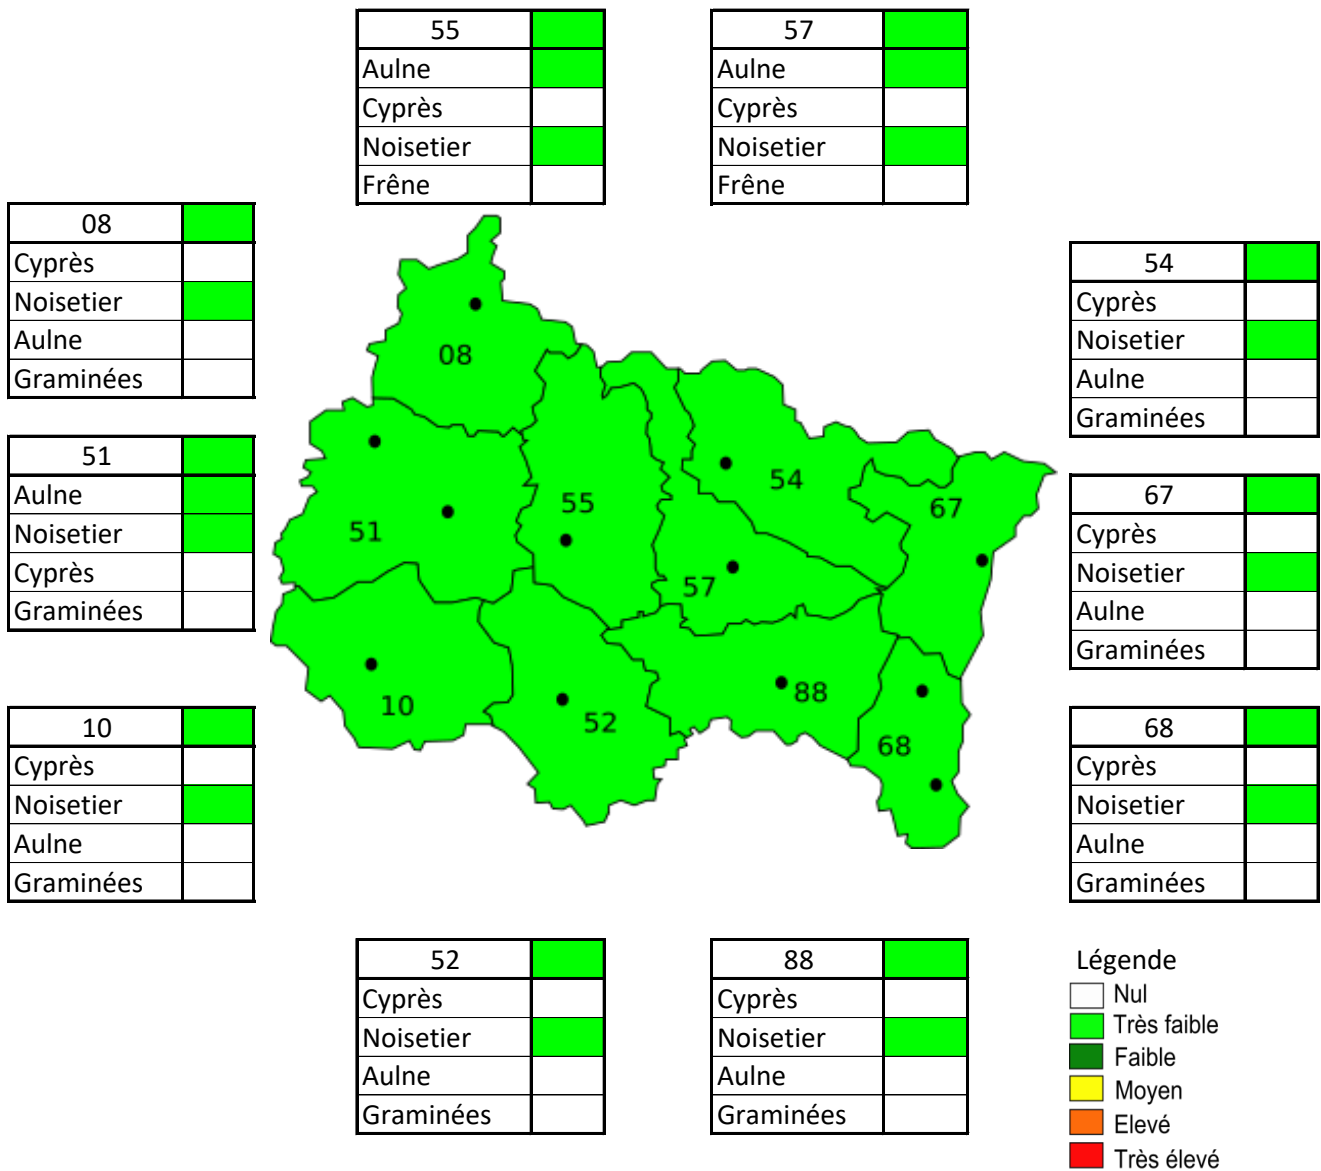 55
Aulne
Cyprès
Noisetier
Frêne
57
Aulne
Cyprès
Noisetier
Frêne
08
Cyprès
Noisetier
Aulne
Graminées
51
Aulne
Noisetier
Cyprès
Graminées
10
Cyprès
Noisetier
Aulne
Graminées
08
51
55
54
67
57
10
52
88
68
54
Cyprès
Noisetier
Aulne
Graminées
67
Cyprès
Noisetier
Aulne
Graminées
68
Cyprès
Noisetier
Aulne
Graminées
52
Cyprès
Noisetier
Aulne
Graminées
88
Cyprès
Noisetier
Aulne
Graminées
Légende
Nul
Très faible
Faible
Moyen
Elevé
Très élevé